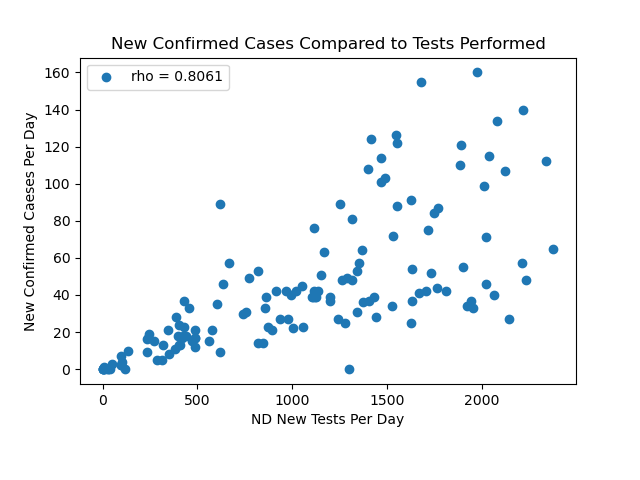 New Confirmed Cases Compared to Tests Performed
rho = 0.8061
160
140
120
100
80
60
40
20
0
New Confirmed Caeses Per Day
0 500 1000 1500 2000
ND New Tests Per Day